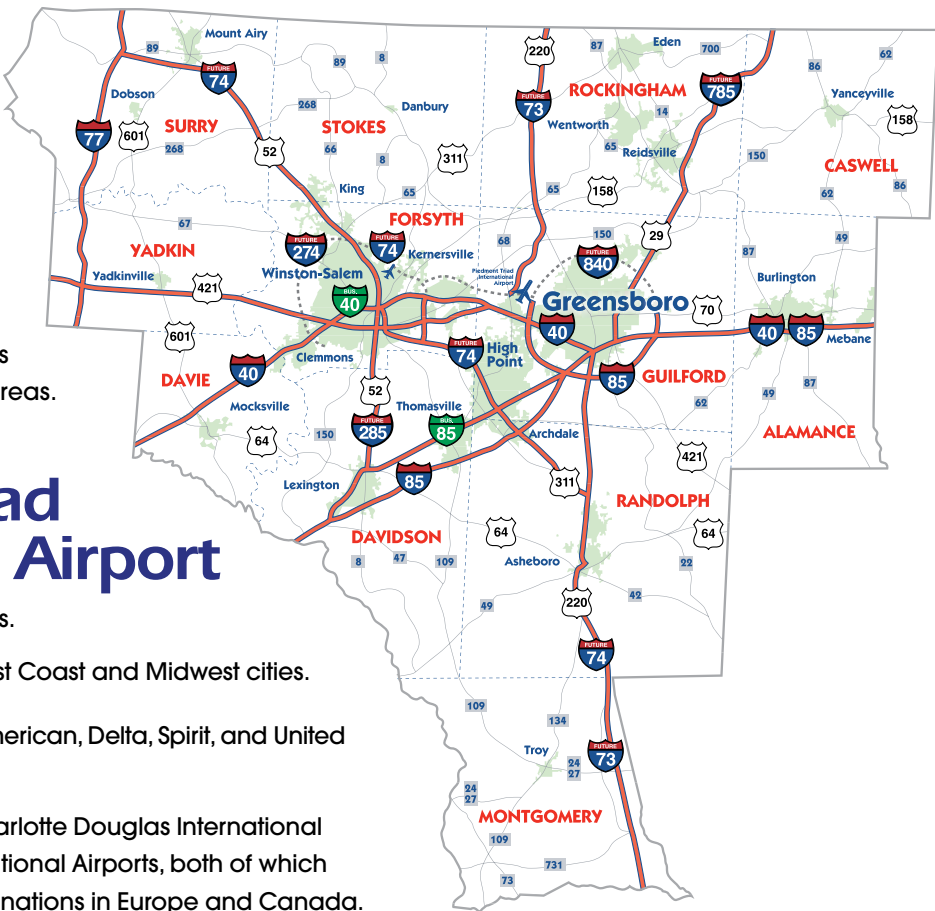 Mount Airy
89
FUTURE
74
89
8
220
87
Eden
700
62
86
FUTURE
785
ROCKINGHAM
Dobson
FUTURE
73
Yanceyville
268
Danbury
14
158
77
601
SURRY
STOKES
Wentworth
268
52
66
8
311
65
Reidsville
150
CASWELL
King
65
65
158
62
86
67
FORSYTH
YADKIN
FUTURE
274
FUTURE
74
Kernersville
68
150
29
49
87
FUTURE
840
Winston-Salem
Piedmont Triad
International
Airport
Yadkinville
421
BUS.
40
Greensboro
70
Burlington
601
40
40
85
Mebane
s
Clemmons
FUTURE
74
High
Point
DAVIE
40
85
GUILFORD
87
reas.
52
49
Mocksville
Thomasville
62
64
150
FUTURE
285
BUS.
85
Archdale
ALAMANCE
421
Lexington
85
311
RANDOLPH
ad
DAVIDSON
64
64
Airport
8
47
109
Asheboro
22
s.
49
220
42
st Coast and Midwest cities.
FUTURE
74
109
134
merican, Delta, Spirit, and United
Troy
24
27
FUTURE
73
24
27
MONTGOMERY
arlotte Douglas International
109
tional Airports, both of which
731
73
nations in Europe and Canada.